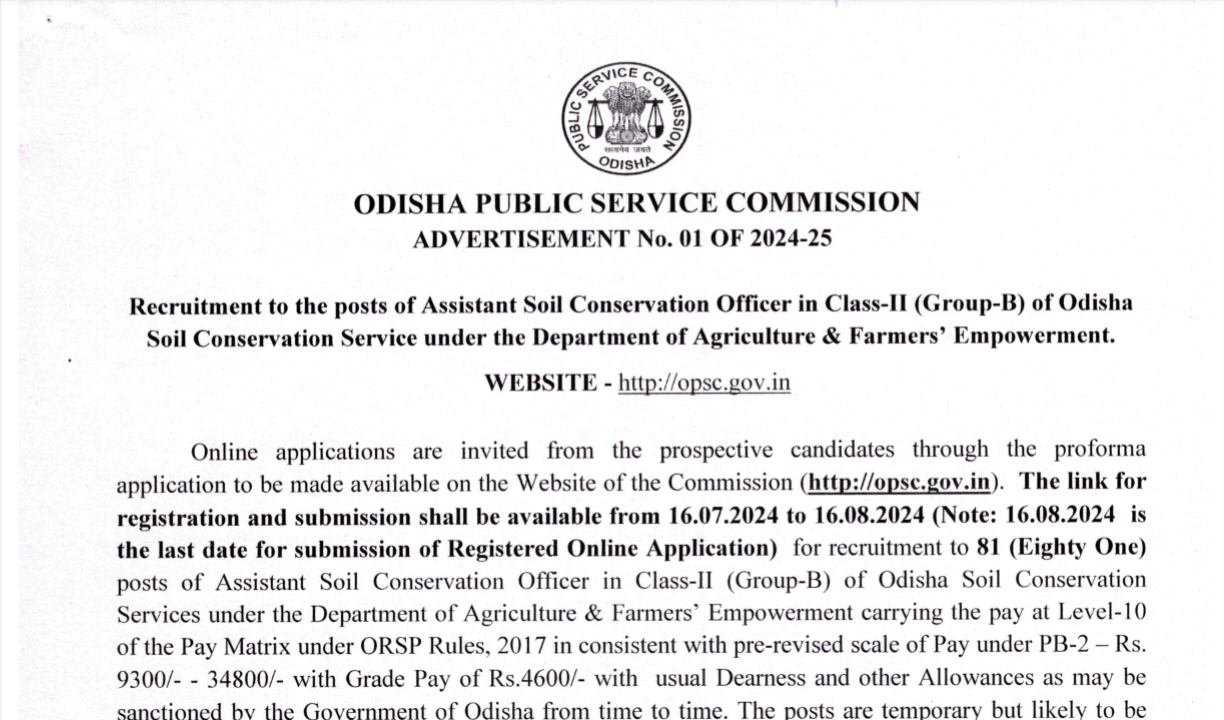 PUBLIC SERVICE COMMISSION
सत्यमेव जयते
ODISHA
ODISHA PUBLIC SERVICE COMMISSION
ADVERTISEMENT No. 01 OF 2024-25
Recruitment to the posts of Assistant Soil Conservation Officer in Class-II (Group-B) of Odisha
Soil Conservation Service under the Department of Agriculture & Farmers’ Empowerment.
WEBSITE - http://opsc.gov.in
Online applications are invited from the prospective candidates through the proforma
application to be made available on the Website of the Commission (http://opsc.gov.in). The link for
registration and submission shall be available from 16.07.2024 to 16.08.2024 (Note: 16.08.2024 is
the last date for submission of Registered Online Application) for recruitment to 81 (Eighty One)
posts of Assistant Soil Conservation Officer in Class-II (Group-B) of Odisha Soil Conservation
Services under the Department of Agriculture & Farmers’ Empowerment carrying the pay at Level-10
of the Pay Matrix under ORSP Rules, 2017 in consistent with pre-revised scale of Pay under PB-2 – Rs.
9300/- - 34800/- with Grade Pay of Rs.4600/- with usual Dearness and other Allowances as may be
sanctioned by the Government of Odisha from time to time. The posts are temporary but likely to be